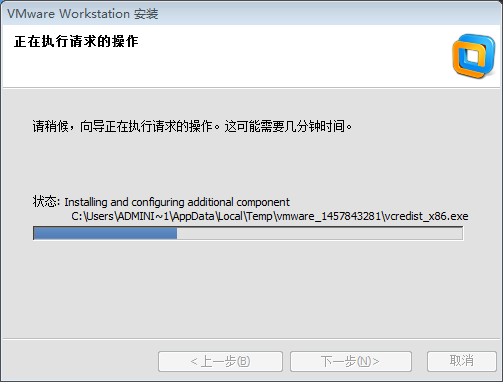 VMware Workstation 安装
正在执行请求的操作
请稍候，向导正在执行请求的操作。这可能需要几分钟时间。
状态: Installing and configuring additional component
C:\Users\ADMINI~1\AppData\Local\Temp\vmware_1457843281\vcredist_x86.exe
< 上一步(B) 下一步(N)> 取消